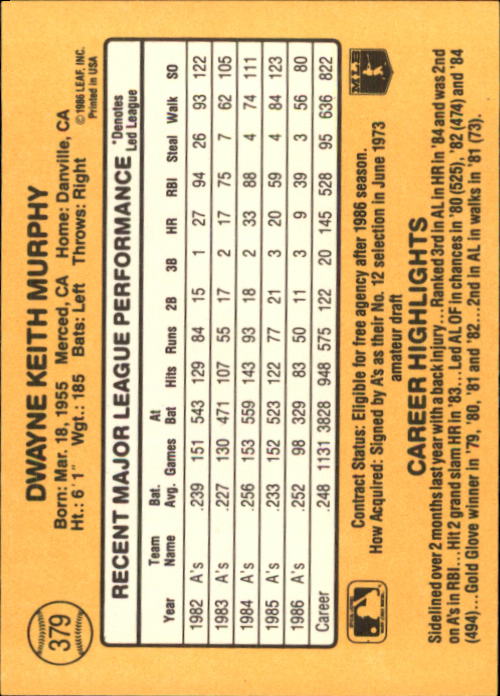 379
DWAYNE KEITH MURPHY
Born: Mar. 18, 1955 Merced, CA Home: Danville, CA
Ht.: 6'1" Wgt.: 185 Bats: Left Throws: Right
© 1986 LEAF, INC.
Printed in USA
RECENT MAJOR LEAGUE PERFORMANCE *Denotes Led League
Year Team Name Bat. Avg. Games At Bat Hits Runs 2B 3B HR RBI Steal Walk SO
1982 A's .239 151 543 129 84 15 1 27 94 26 93 122
1983 A's .227 130 471 107 55 17 2 17 75 7 62 105
1984 A's .256 153 559 143 93 18 2 33 88 4 74 111
1985 A's .233 152 523 122 77 21 3 20 59 4 84 123
1986 A's .252 98 329 83 50 11 3 9 39 3 56 80
Career .248 1131 3828 948 575 122 20 145 528 95 636 822
Contract Status: Eligible for free agency after 1986 season.
How Acquired: Signed by A's as their No. 12 selection in June 1973
amateur draft
MLB
CAREER HIGHLIGHTS
Sidelined over 2 months last year with a back injury...Ranked 3rd in AL in HR in '84 and was 2nd
on A's in RBI...Hit 2 grand slam HR in '83...Led AL OF in chances in '80 (525), '82 (474) and '84
(494)...Gold Glove winner in '79, '80, '81 and '82...2nd in AL in walks in '81 (73).